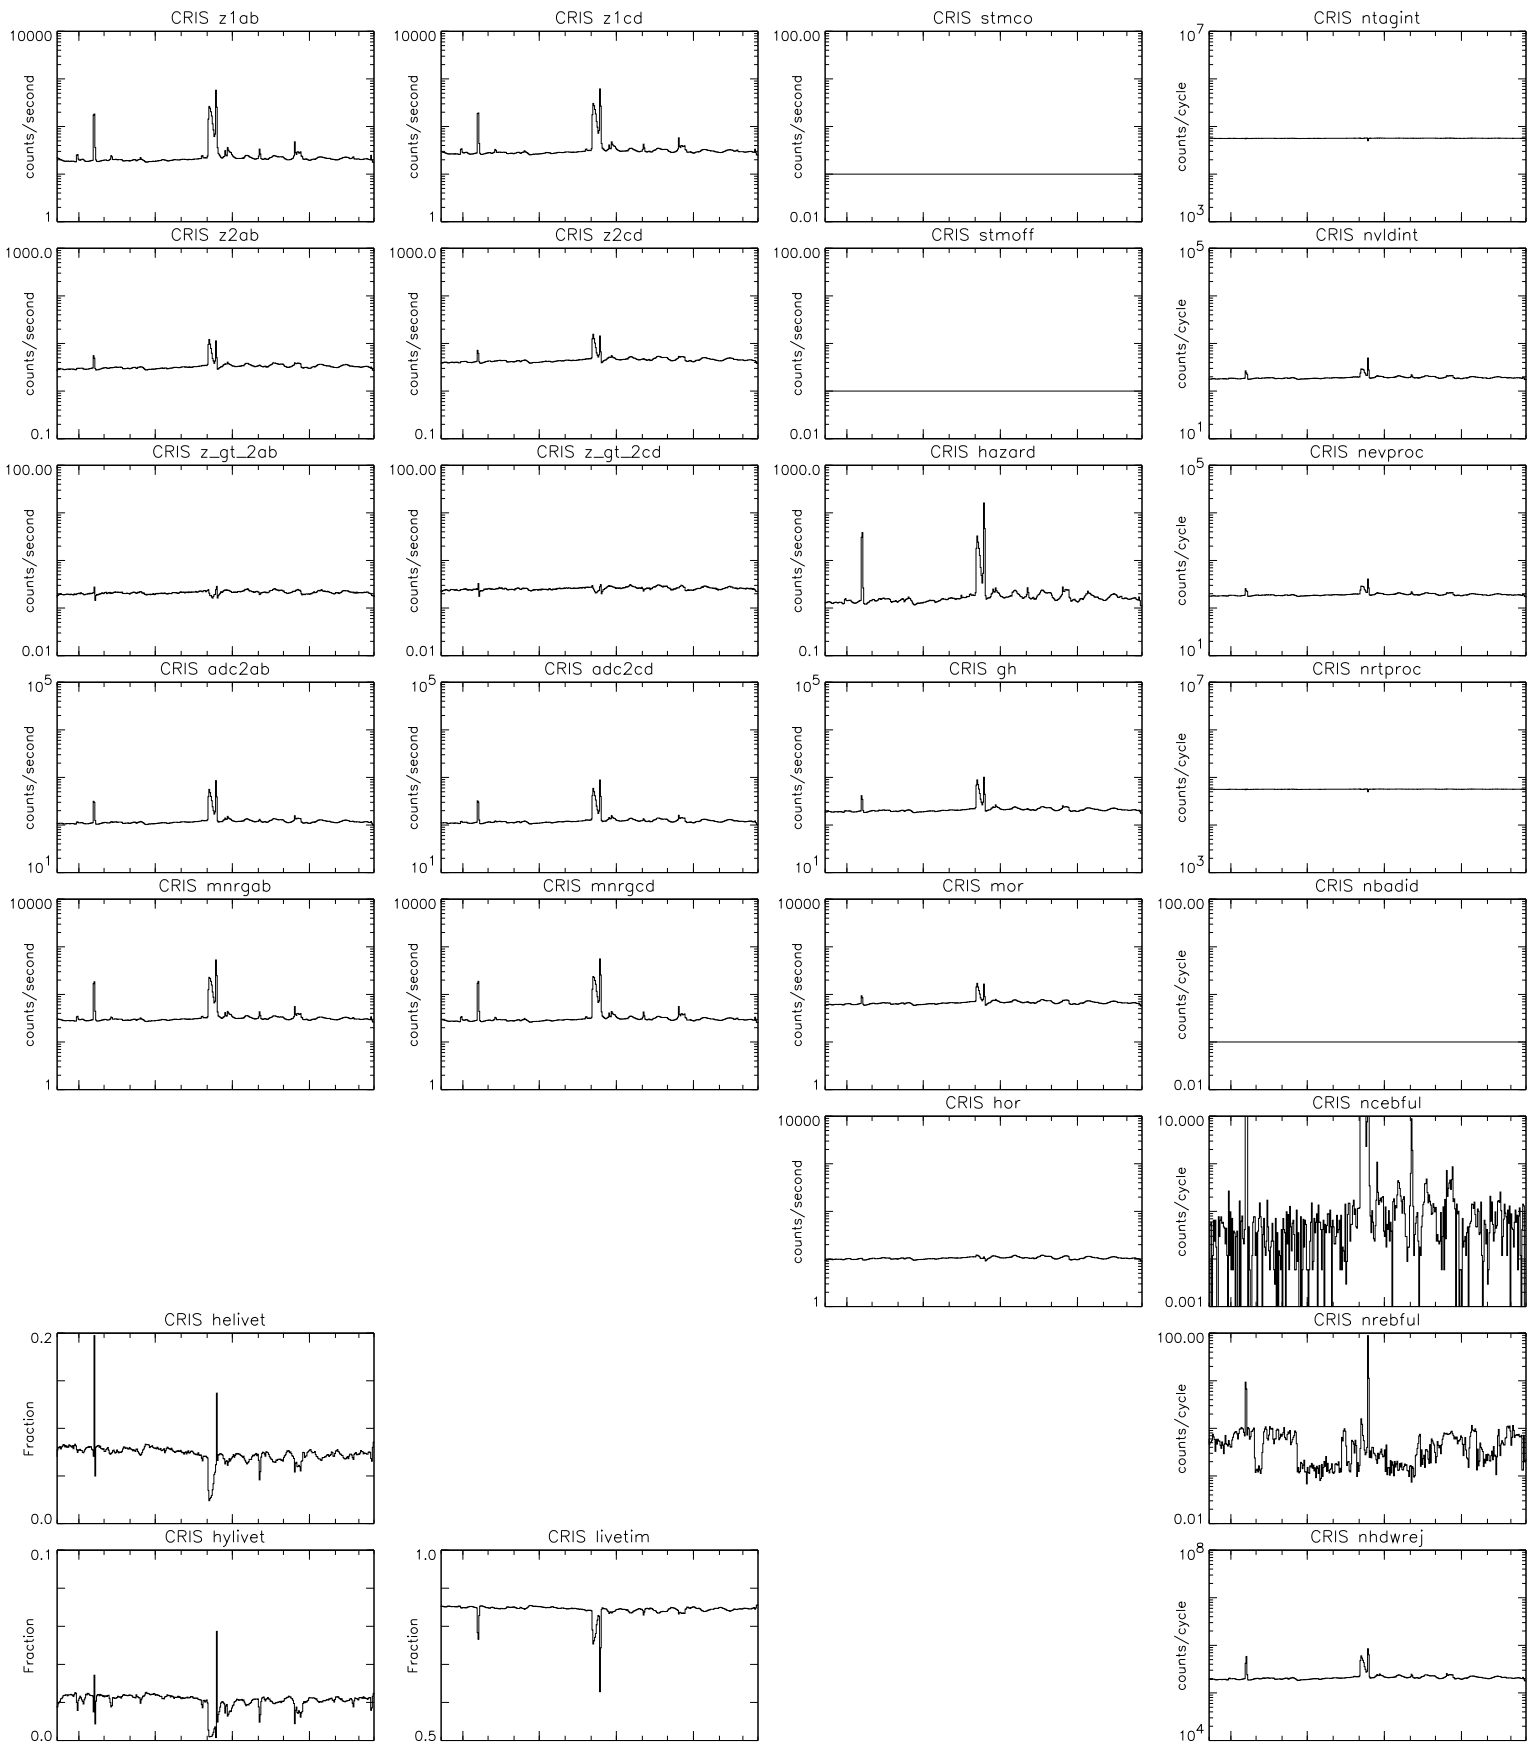 CRIS z1ab
CRIS z1cd
CRIS stmco
CRIS ntagint
10000
counts/second
1
10000
counts/second
1
100.00
counts/second
0.01
10^7
counts/cycle
10^3
CRIS z2ab
CRIS z2cd
CRIS stmoff
CRIS nvldint
1000.0
counts/second
0.1
1000.0
counts/second
0.1
100.00
counts/second
0.01
10^5
counts/cycle
10^1
CRIS z_gt_2ab
CRIS z_gt_2cd
CRIS hazard
CRIS nevproc
100.00
counts/second
0.01
100.00
counts/second
0.01
1000.0
counts/second
0.1
10^5
counts/cycle
10^1
CRIS adc2ab
CRIS adc2cd
CRIS gh
CRIS nrtproc
10^5
counts/second
10^1
10^5
counts/second
10^1
10^5
counts/second
10^1
10^7
counts/cycle
10^3
CRIS mnrgab
CRIS mnrgcd
CRIS mor
CRIS nbadid
10000
counts/second
1
10000
counts/second
1
10000
counts/second
1
100.00
counts/cycle
0.01
CRIS hor
CRIS ncebful
10000
counts/second
1
10.000
counts/cycle
0.001
CRIS helivet
CRIS nrebful
0.2
Fraction
0.0
100.00
counts/cycle
0.01
CRIS hylivet
CRIS livetim
CRIS nhdwrej
0.1
Fraction
0.0
1.0
Fraction
0.5
10^8
counts/cycle
10^4